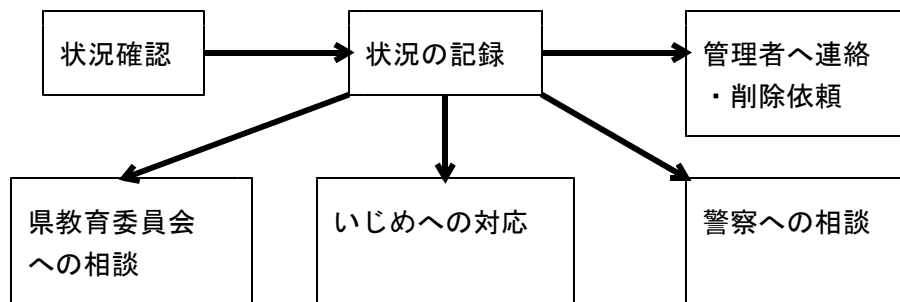 状況確認
状況の記録
管理者へ連絡
・削除依頼
県教育委員会
への相談
いじめへの対応
警察への相談